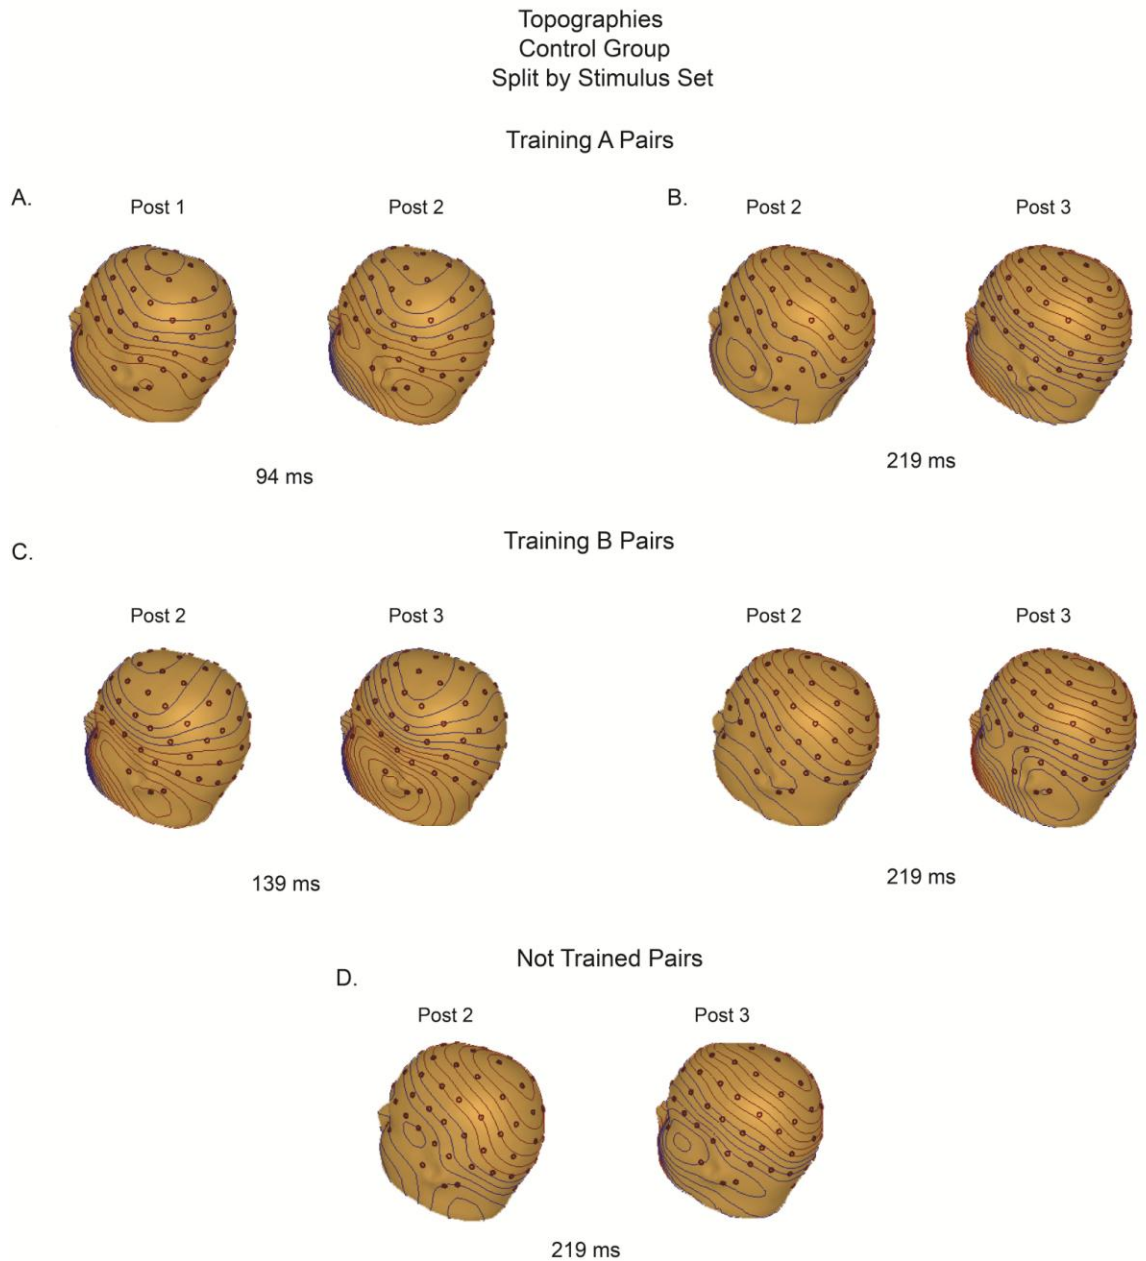 Topographies
Control Group
Split by Stimulus Set
Training A Pairs
A.
Post 1
Post 2
94 ms
B.
Post 2
Post 3
219 ms
Training B Pairs
C.
Post 2
Post 3
139 ms
Post 2
Post 3
219 ms
Not Trained Pairs
D.
Post 2
Post 3
219 ms